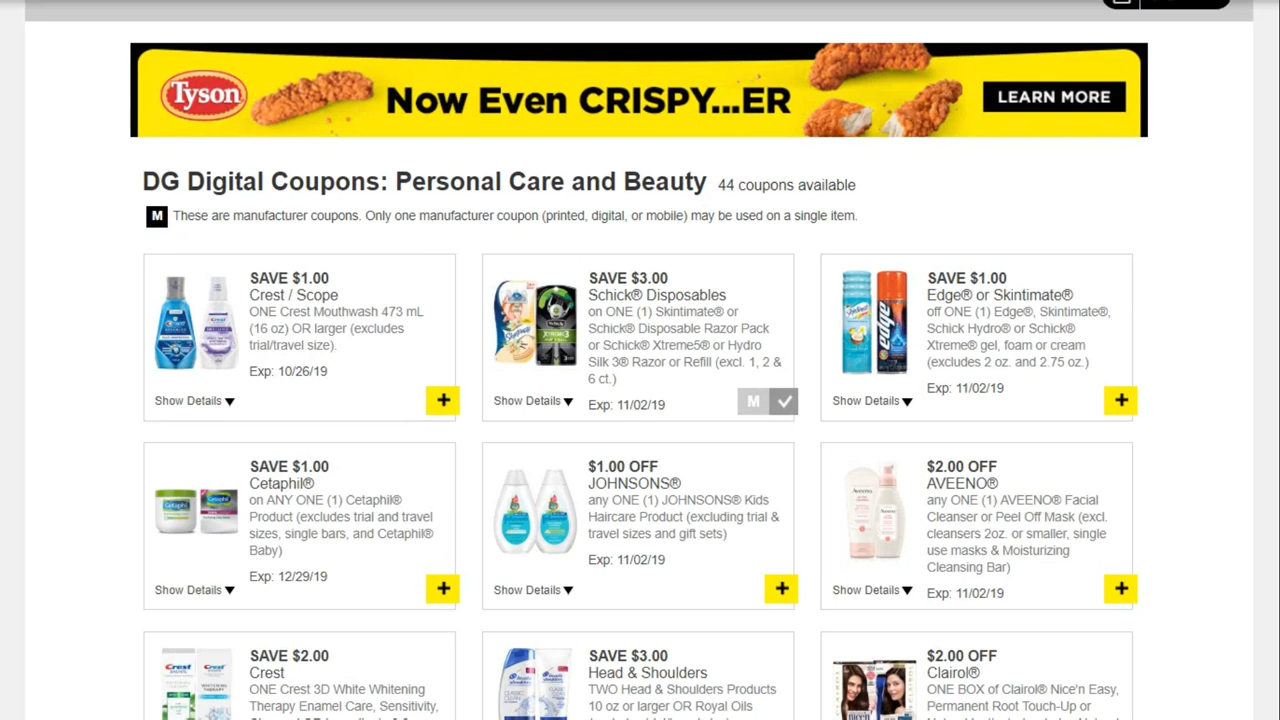 Tyson
Now Even CRISPY...ER
LEARN MORE
DG Digital Coupons: Personal Care and Beauty 44 coupons available
M These are manufacturer coupons. Only one manufacturer coupon (printed, digital, or mobile) may be used on a single item.
SAVE $1.00
Crest / Scope
ONE Crest Mouthwash 473 mL
(16 oz) OR larger (excludes
trial/travel size).
Exp: 10/26/19
Show Details ▼
+
SAVE $3.00
Schick® Disposables
on ONE (1) Skintimate® or
Schick® Disposable Razor Pack
or Schick® Xtreme5® or Hydro
Silk 3® Razor or Refill (excl. 1, 2 &
6 ct.)
Exp: 11/02/19
Show Details ▼
M
SAVE $1.00
Edge® or Skintimate®
off ONE (1) Edge®, Skintimate®,
Schick Hydro® or Schick®
Xtreme® gel, foam or cream
(excludes 2 oz. and 2.75 oz.)
Exp: 11/02/19
Show Details ▼
+
edge
SAVE $1.00
Cetaphil®
on ANY ONE (1) Cetaphil®
Product (excludes trial and travel
sizes, single bars, and Cetaphil®
Baby)
Exp: 12/29/19
Show Details ▼
+
Cetaphil
$1.00 OFF
JOHNSONS®
any ONE (1) JOHNSONS® Kids
Haircare Product (excluding trial &
travel sizes and gift sets)
Exp: 11/02/19
Show Details ▼
+
$2.00 OFF
AVEENO®
any ONE (1) AVEENO® Facial
Cleanser or Peel Off Mask (excl.
cleansers 2oz. or smaller, single
use masks & Moisturizing
Cleansing Bar)
Exp: 11/02/19
Show Details ▼
+
Aveeno
SAVE $2.00
Crest
ONE Crest 3D White Whitening
Therapy Enamel Care, Sensitivity,
Crest
Crest
SAVE $3.00
Head & Shoulders
TWO Head & Shoulders Products
10 oz or larger OR Royal Oils
$2.00 OFF
Clairol®
ONE BOX of Clairol® Nice'n Easy,
Permanent Root Touch-Up or